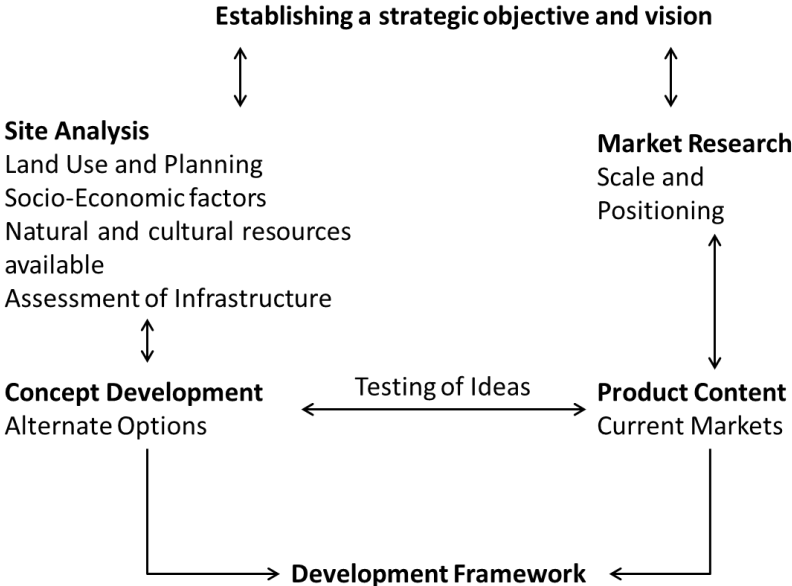 Establishing a strategic objective and vision
Site Analysis
Land Use and Planning
Socio-Economic factors
Natural and cultural resources
available
Assessment of Infrastructure
Market Research
Scale and
Positioning
Concept Development
Alternate Options
Testing of Ideas
Product Content
Current Markets
Development Framework